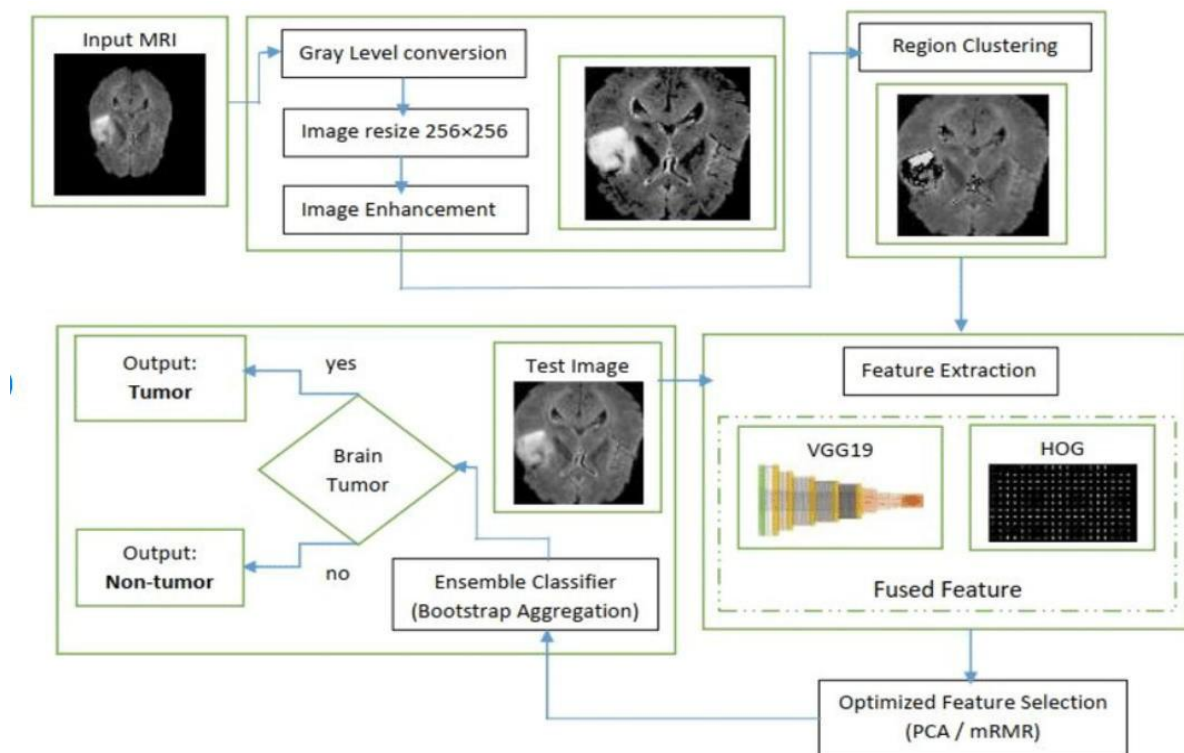 Input MRI
Gray Level conversion
Image resize 256×256
Image Enhancement
Region Clustering
Output:
Tumor
yes
Brain
Tumor
Output:
Non-tumor
no
Test Image
Ensemble Classifier
(Bootstrap Aggregation)
Feature Extraction
VGG19
HOG
Fused Feature
Optimized Feature Selection
(PCA / mRMR)